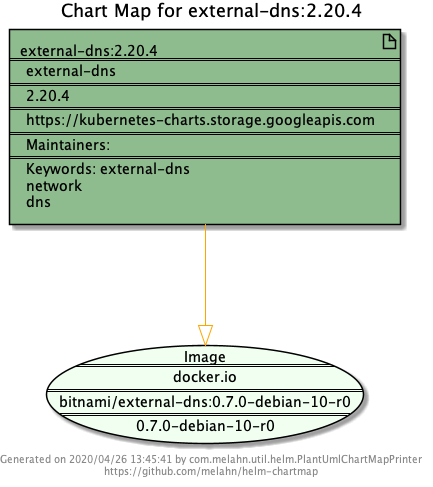 Chart Map for external-dns:2.20.4
external-dns:2.20.4
external-dns
2.20.4
https://kubernetes-charts.storage.googleapis.com
Maintainers:
Keywords: external-dns
network
dns
Image
docker.io
bitnami/external-dns:0.7.0-debian-10-r0
0.7.0-debian-10-r0
Generated on 2020/04/26 13:45:41 by com.melahn.util.helm.PlantUmlChartMapPrinter
https://github.com/melahn/helm-chartmap